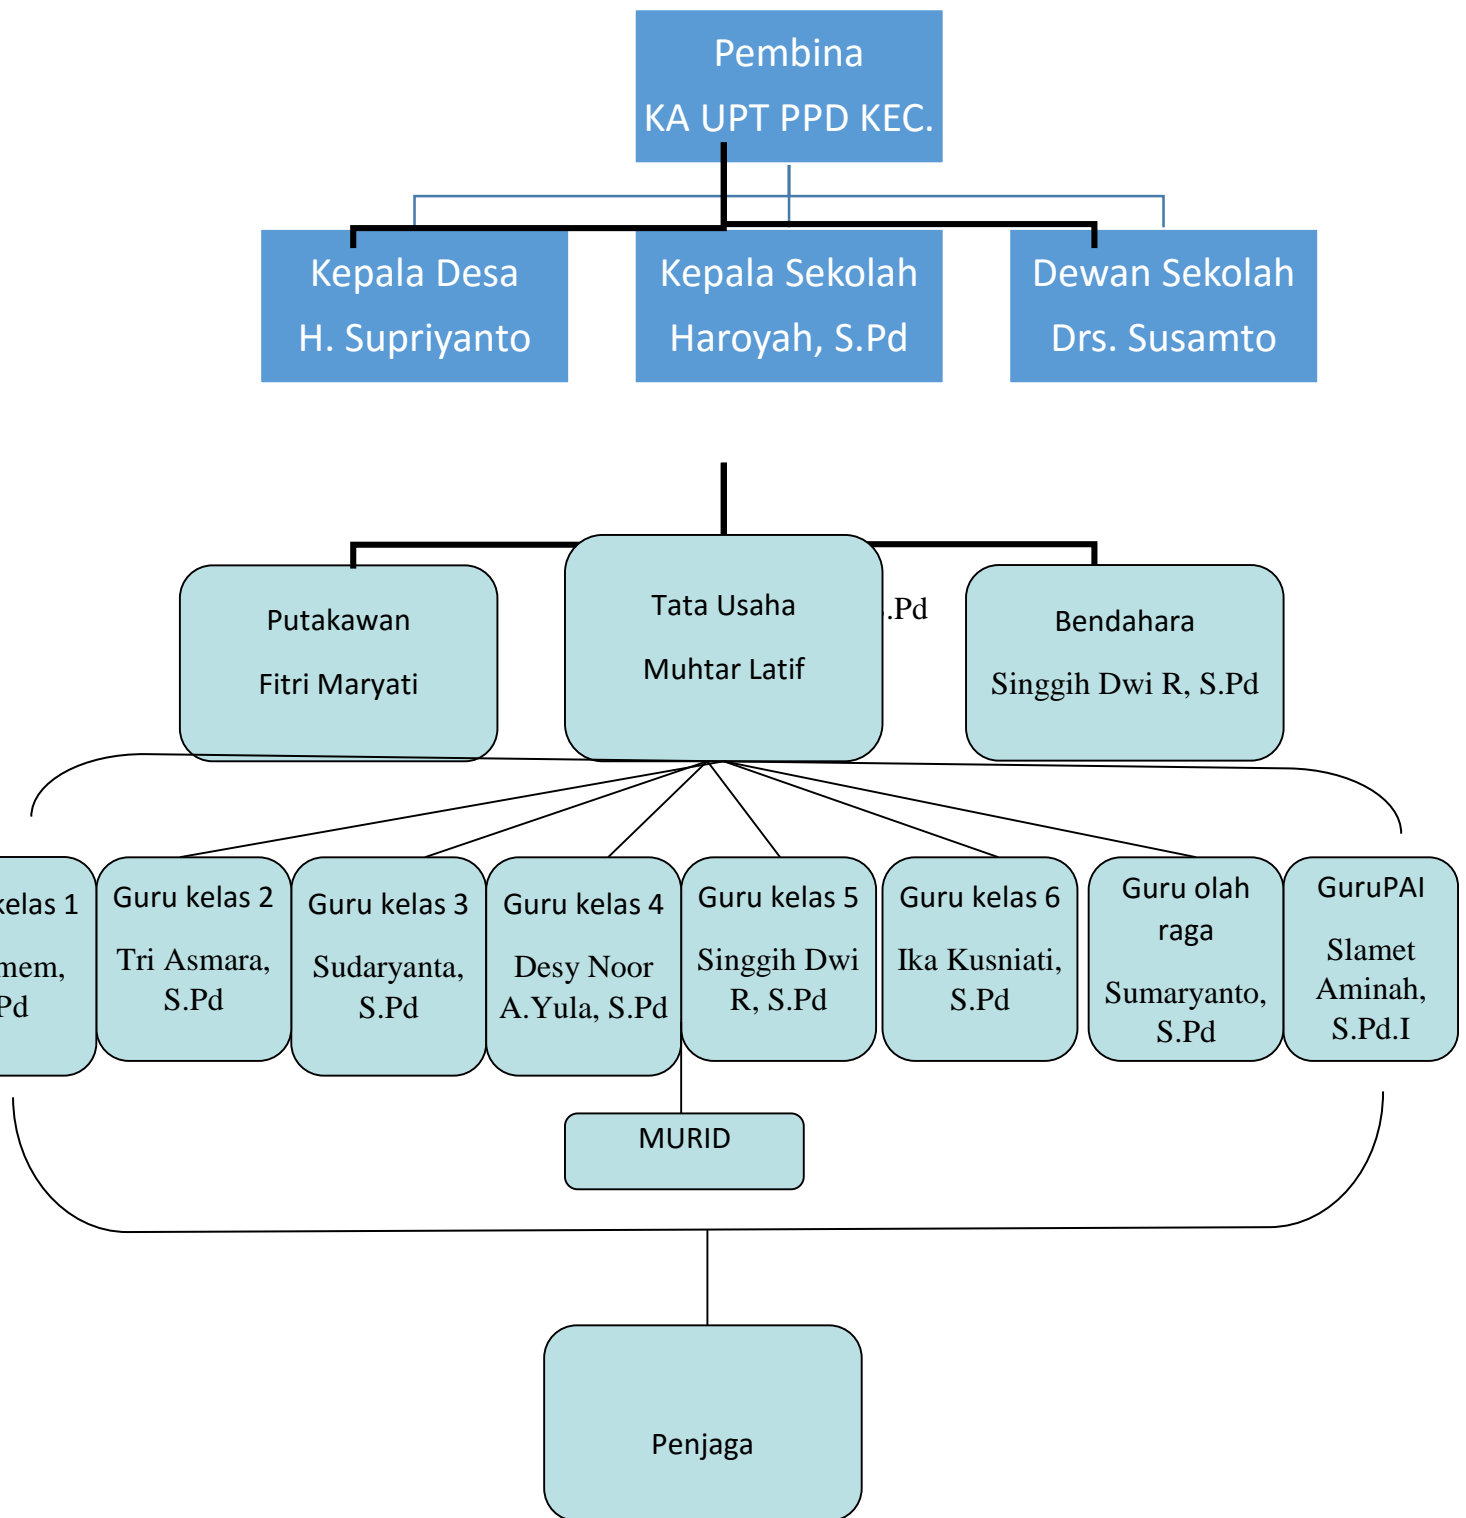 Pembina
KA UPT PPD KEC.
Kepala Desa
H. Supriyanto
Kepala Sekolah
Haroyah, S.Pd
Dewan Sekolah
Drs. Susamto
Putakawan
Fitri Maryati
Tata Usaha
Muhtar Latif
.Pd
Bendahara
Singgih Dwi R, S.Pd
kelas 1
Guru kelas 2
Tri Asmara,
S.Pd
Guru kelas 3
Sudaryanta,
S.Pd
Guru kelas 4
Desy Noor
A.Yula, S.Pd
Guru kelas 5
Singgih Dwi
R, S.Pd
Guru kelas 6
Ika Kusniati,
S.Pd
Guru olah
raga
Sumaryanto,
S.Pd
GuruPAI
Slamet
Aminah,
S.Pd.I
MURID
Penjaga